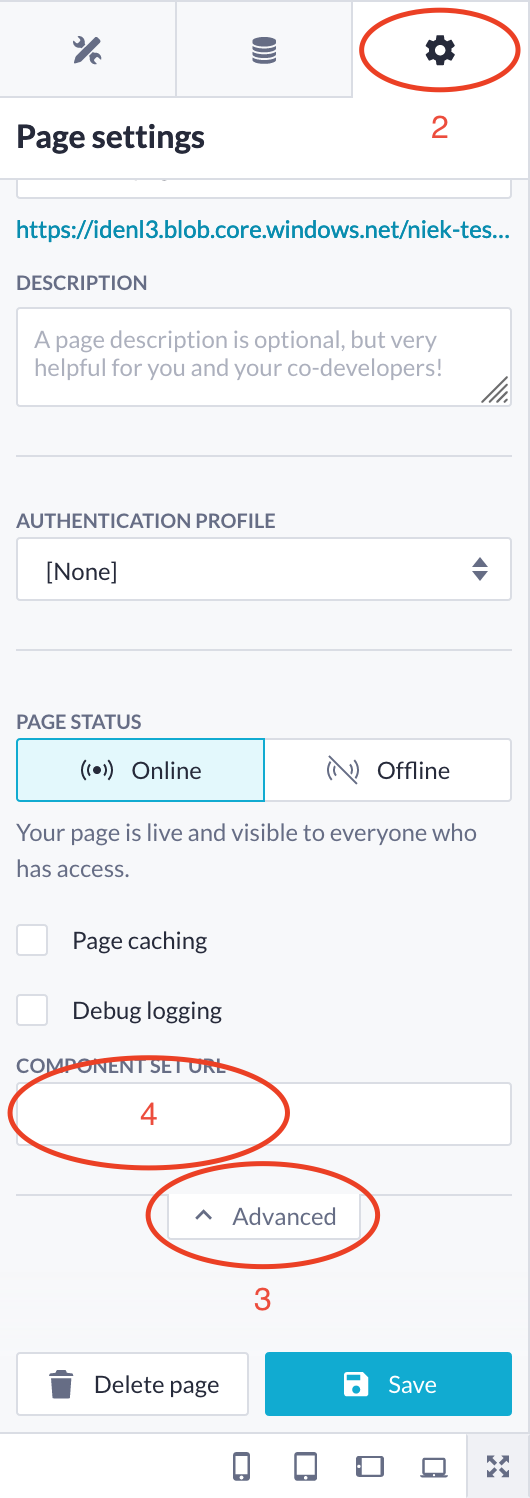 2
Page settings
https://idenl3.blob.core.windows.net/niek-tes...
DESCRIPTION
A page description is optional, but very
helpful for you and your co-developers!
AUTHENTICATION PROFILE
[None]
PAGE STATUS
Online
Offline
Your page is live and visible to everyone who
has access.
Page caching
Debug logging
COMPONENT SET URL
4
Advanced
3
Delete page
Save